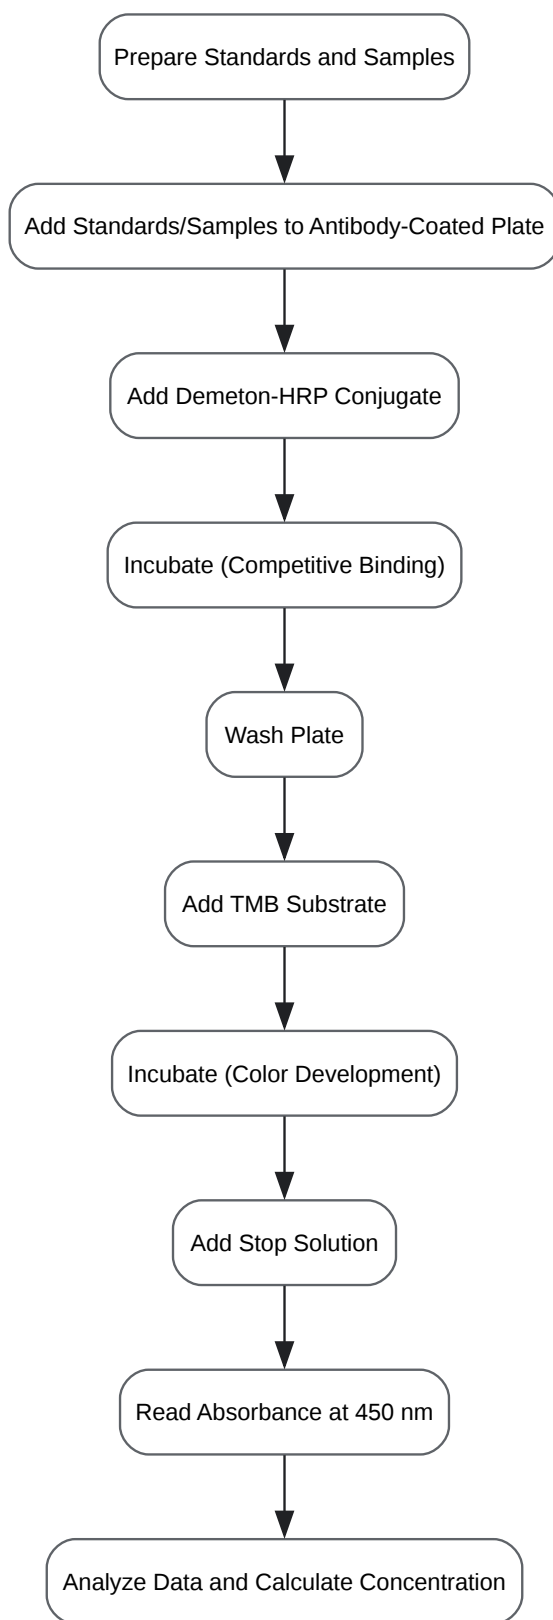 Prepare Standards and Samples
Add Standards/Samples to Antibody-Coated Plate
Add Demeton-HRP Conjugate
Incubate (Competitive Binding)
Wash Plate
Add TMB Substrate
Incubate (Color Development)
Add Stop Solution
Read Absorbance at 450 nm
Analyze Data and Calculate Concentration